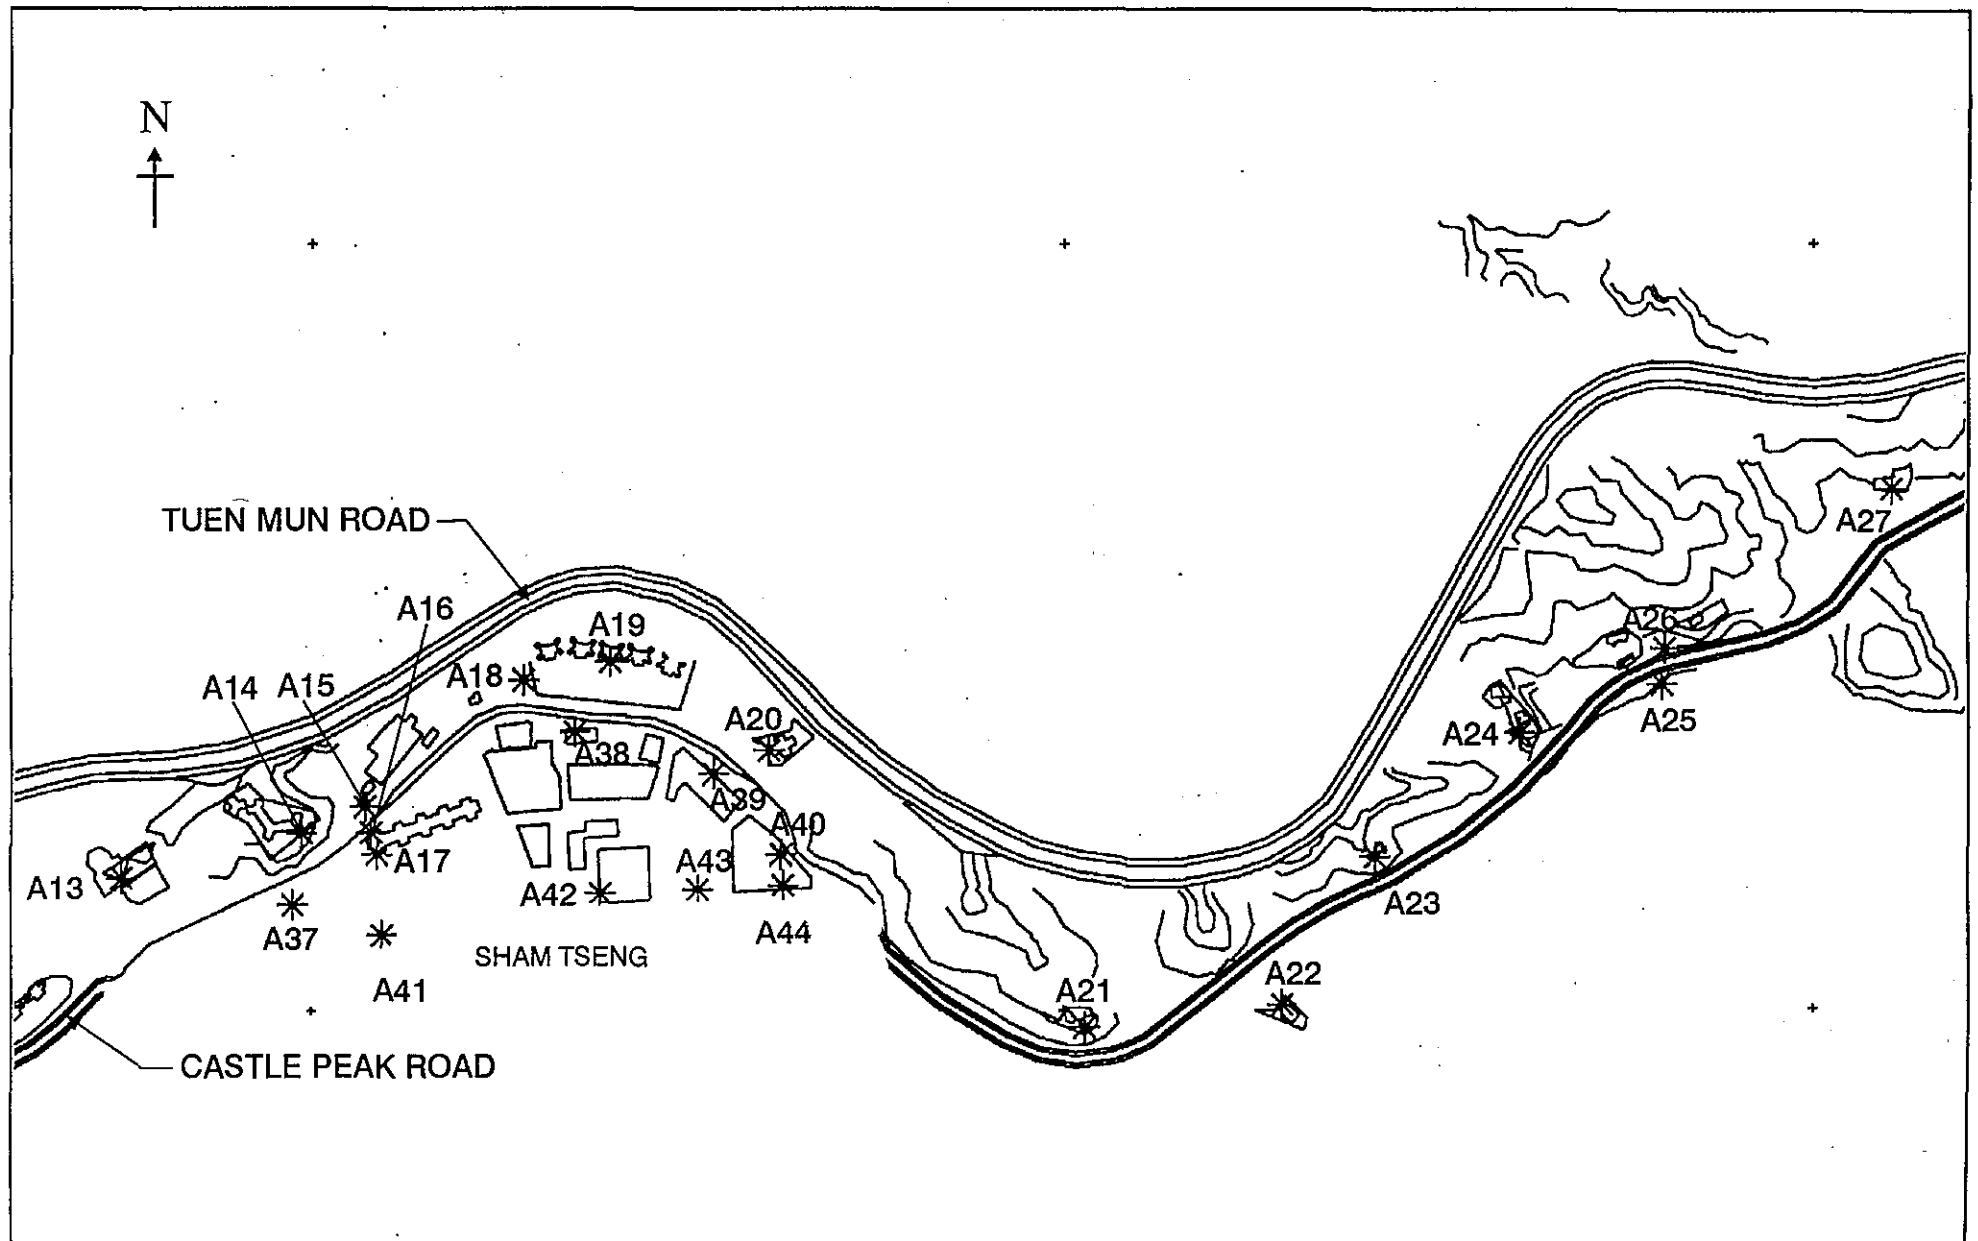 N
TUEN MUN ROAD
A16
A19
A14
A15
A18
A20
A38
A39
A40
A17
A13
A43
A42
A37
A44
SHAM TSENG
A41
CASTLE PEAK ROAD
A21
A22
A23
A24
A25
A26
A27